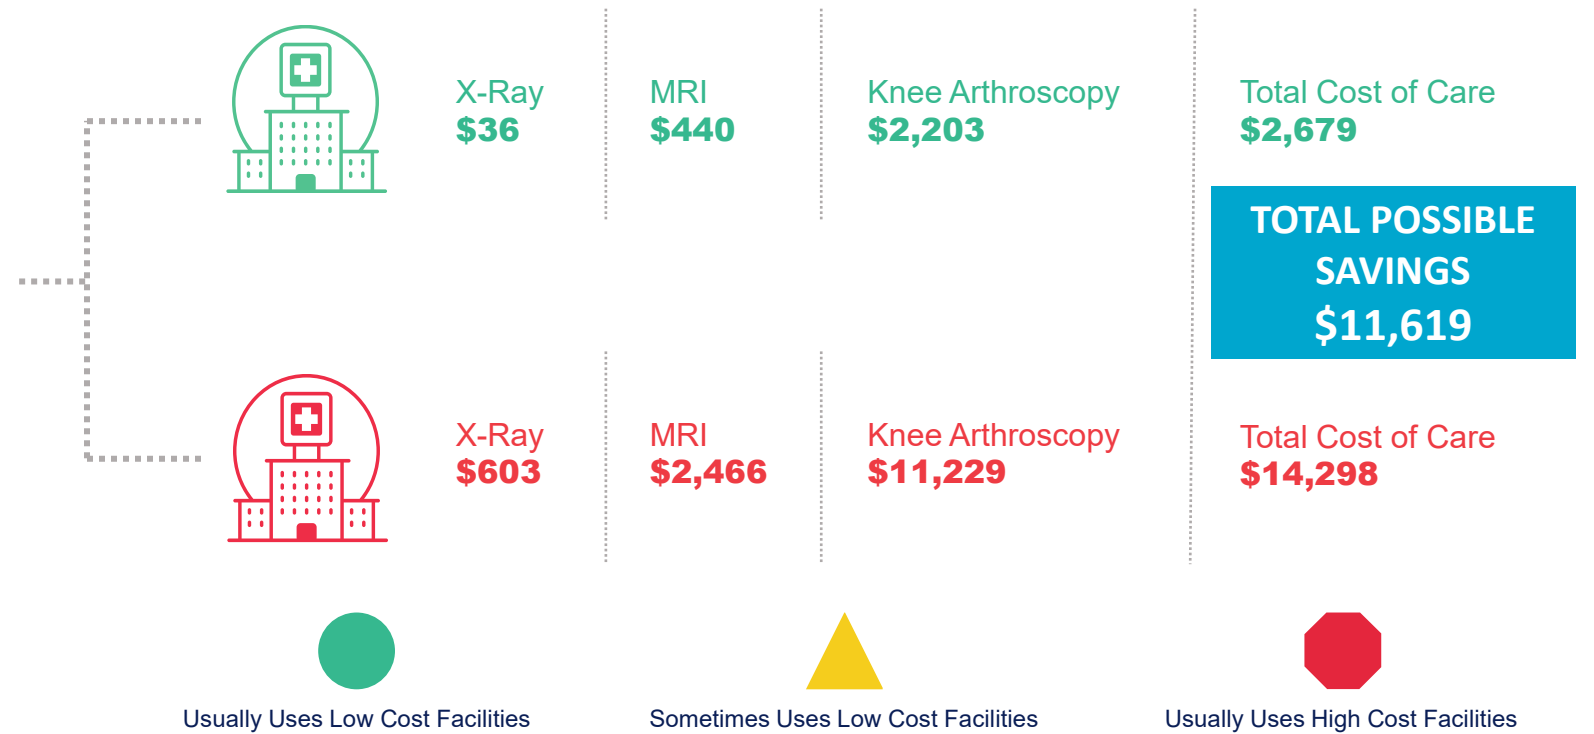 X-Ray
$36
MRI
$440
Knee Arthroscopy
$2,203
Total Cost of Care
$2,679
TOTAL POSSIBLE
SAVINGS
$11,619
X-Ray
$603
MRI
$2,466
Knee Arthroscopy
$11,229
Total Cost of Care
$14,298
Usually Uses Low Cost Facilities
Sometimes Uses Low Cost Facilities
Usually Uses High Cost Facilities